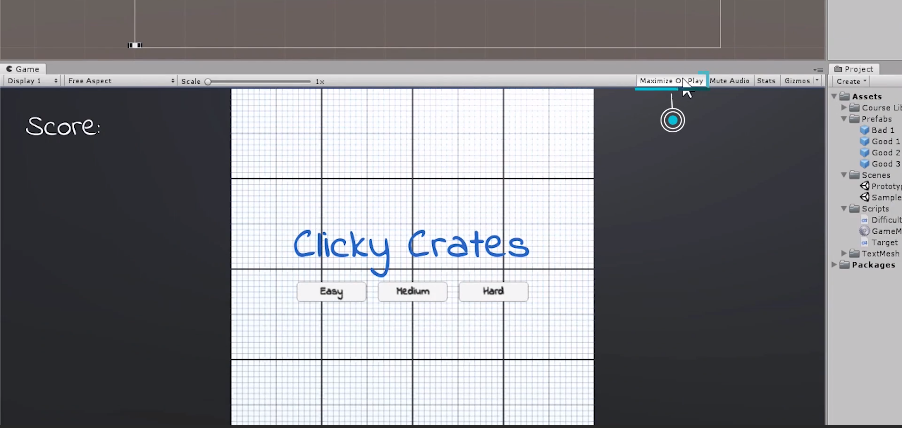 Game
Project
Display 1
Free Aspect
Scale
1x
Maximize On Play
Mute Audio
Stats
Gizmos
Create
Score:
Clicky Crates
Easy
Medium
Hard
Assets
Course Li
Prefabs
Bad 1
Good 1
Good 2
Good 3
Scenes
Prototyp
Sample
Scripts
Difficult
GameM
Target
TextMesh
Packages